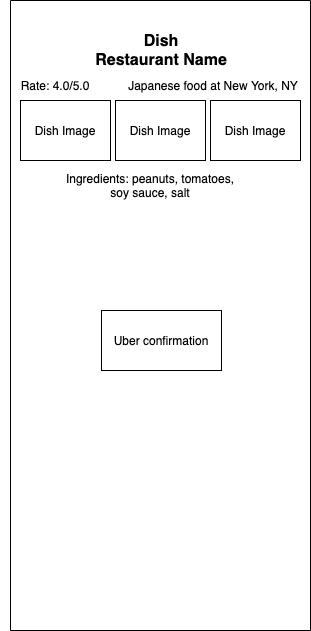 Dish
Restaurant Name
Rate: 4.0/5.0 Japanese food at New York, NY
Dish Image Dish Image Dish Image
Ingredients: peanuts, tomatoes,
soy sauce, salt
Uber confirmation